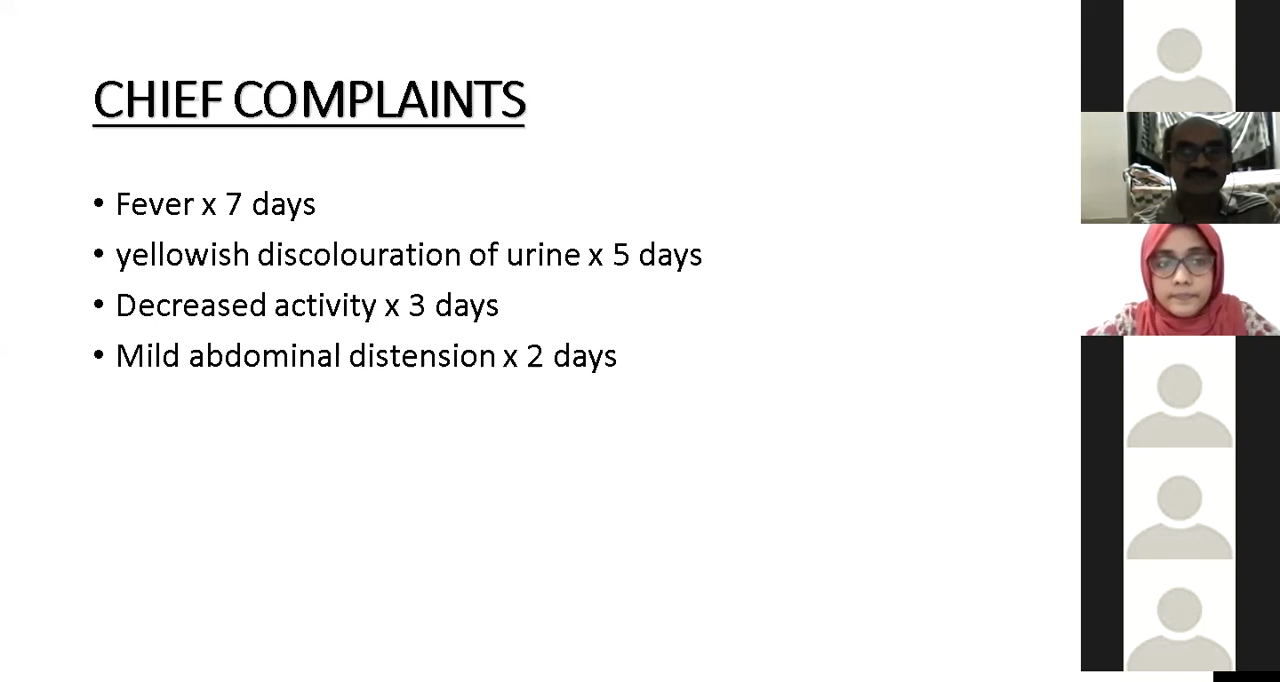 CHIEF COMPLAINTS
• Fever x 7 days
• yellowish discolouration of urine x 5 days
• Decreased activity x 3 days
• Mild abdominal distension x 2 days